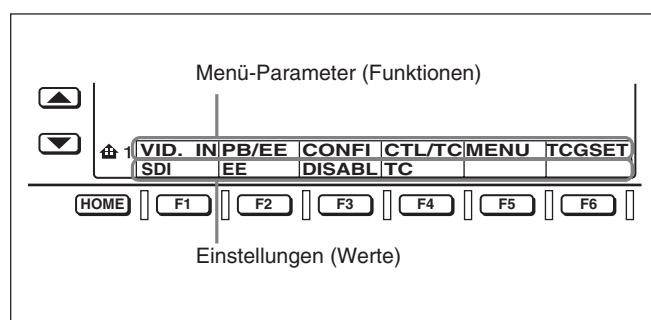 Menü-Parameter (Funktionen)
1 VID. IN PB/EE CONFI CTL/TC MENU TCGSET
SDI EE DISABL TC
HOME F1 F2 F3 F4 F5 F6
Einstellungen (Werte)